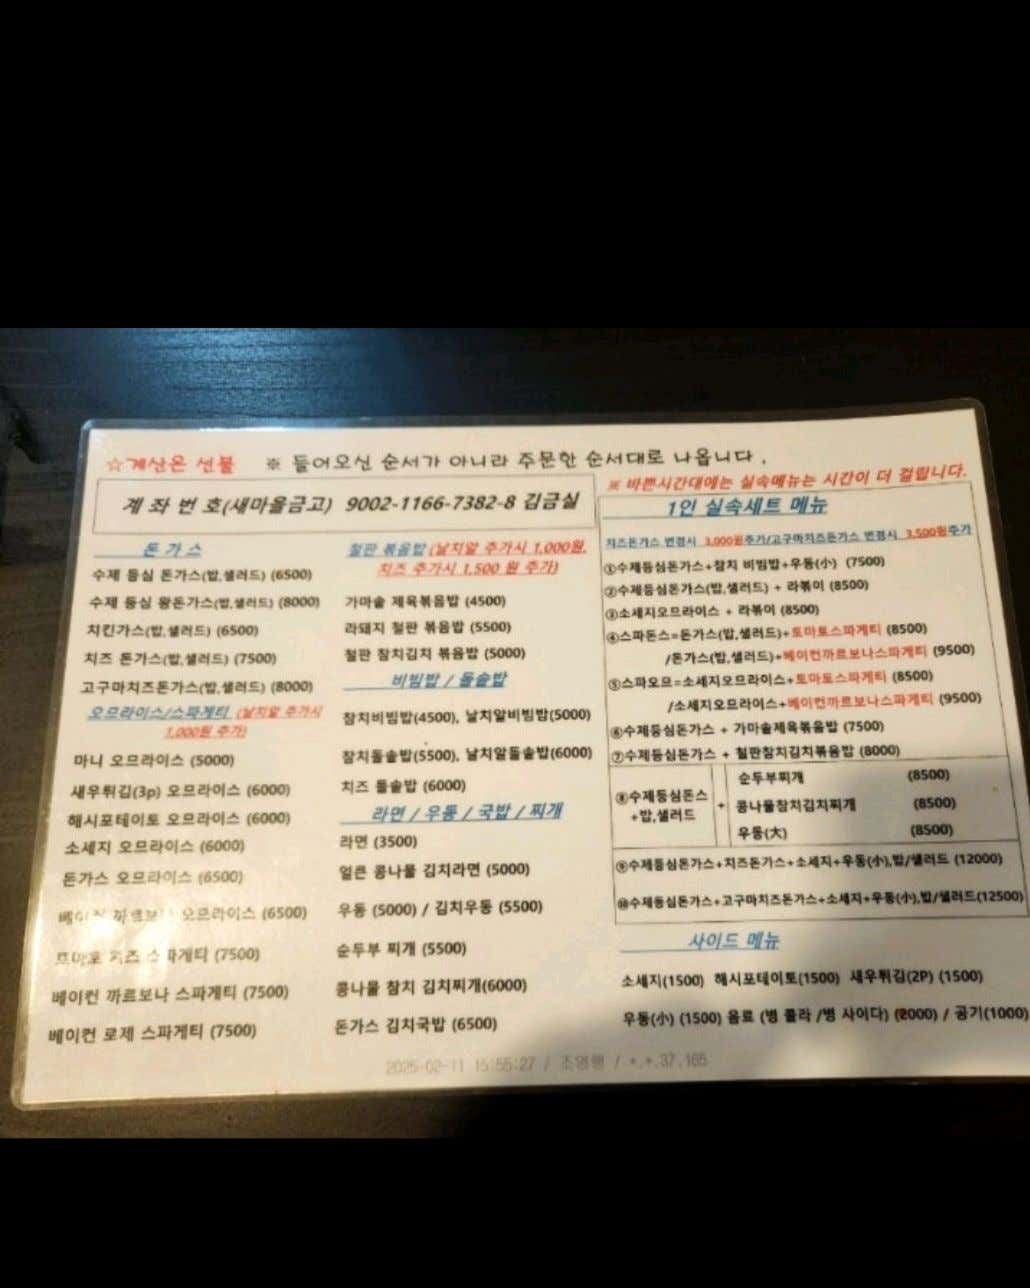 ☆계산은 선불 ※ 들어오신 순서가 아니라 주문한 순서대로 나옵니다.
계 좌 번 호(새마을금고) 9002-1166-7382-8 김금실
돈 가 스
수제 등심 돈가스(밥,샐러드) (6500)
수제 등심 왕돈가스(밥,샐러드) (8000)
치킨가스(밥,샐러드) (6500)
치즈 돈가스(밥,샐러드) (7500)
고구마치즈돈가스(밥,샐러드) (8000)
오므라이스/스파게티 (날치알 추가시
1,000원 추가)
마니 오므라이스 (5000)
새우튀김(3p) 오므라이스 (6000)
해시포테이토 오므라이스 (6000)
소세지 오므라이스 (6000)
돈가스 오므라이스 (6500)
베이컨 까르보나 오므라이스 (6500)
토마토 치즈 스파게티 (7500)
베이컨 까르보나 스파게티 (7500)
베이컨 로제 스파게티 (7500)
철판 볶음밥 (날치알 추가시 1,000원,
치즈 추가시 1,500 원 추가)
가마솥 제육볶음밥 (4500)
라돼지 철판 볶음밥 (5500)
철판 참치김치 볶음밥 (5000)
비빔밥 / 돌솥밥
참치비빔밥(4500), 날치알비빔밥(5000)
참치돌솥밥(5500), 날치알돌솥밥(6000)
치즈 돌솥밥 (6000)
라면 / 우동 / 국밥 / 찌개
라면 (3500)
얼큰 콩나물 김치라면 (5000)
우동 (5000) / 김치우동 (5500)
순두부 찌개 (5500)
콩나물 참치 김치찌개(6000)
돈가스 김치국밥 (6500)
※ 바쁜시간대에는 실속메뉴는 시간이 더 걸립니다.
1인 실속세트 메뉴
치즈돈가스 변경시 3,000원추가/고구마치즈돈가스 변경시 3,500원추가
①수제등심돈가스+참치 비빔밥+우동(小) (7500)
②수제등심돈가스(밥,샐러드) + 라볶이 (8500)
③소세지오므라이스 + 라볶이 (8500)
④스파돈스=돈가스(밥,샐러드)+토마토스파게티 (8500)
/돈가스(밥,샐러드)+베이컨까르보나스파게티 (9500)
⑤스파오므=소세지오므라이스+토마토스파게티 (8500)
/소세지오므라이스+베이컨까르보나스파게티 (9500)
⑥수제등심돈가스 + 가마솥제육볶음밥 (7500)
⑦수제등심돈가스 + 철판참치김치볶음밥 (8000)
⑧수제등심돈스
+밥,샐러드
+
순두부찌개 (8500)
콩나물참치김치찌개 (8500)
우동(大) (8500)
⑨수제등심돈가스+치즈돈가스+소세지+우동(小),밥/샐러드 (12000)
⑩수제등심돈가스+고구마치즈돈가스+소세지+우동(小),밥/샐러드(12500)
사이드 메뉴
소세지(1500) 해시포테이토(1500) 새우튀김(2P) (1500)
우동(小) (1500) 음료 (병 콜라 /병 사이다) (2000) / 공기(1000)
2025-02-11 15:55:27 / 조영행 / *.*.37.165